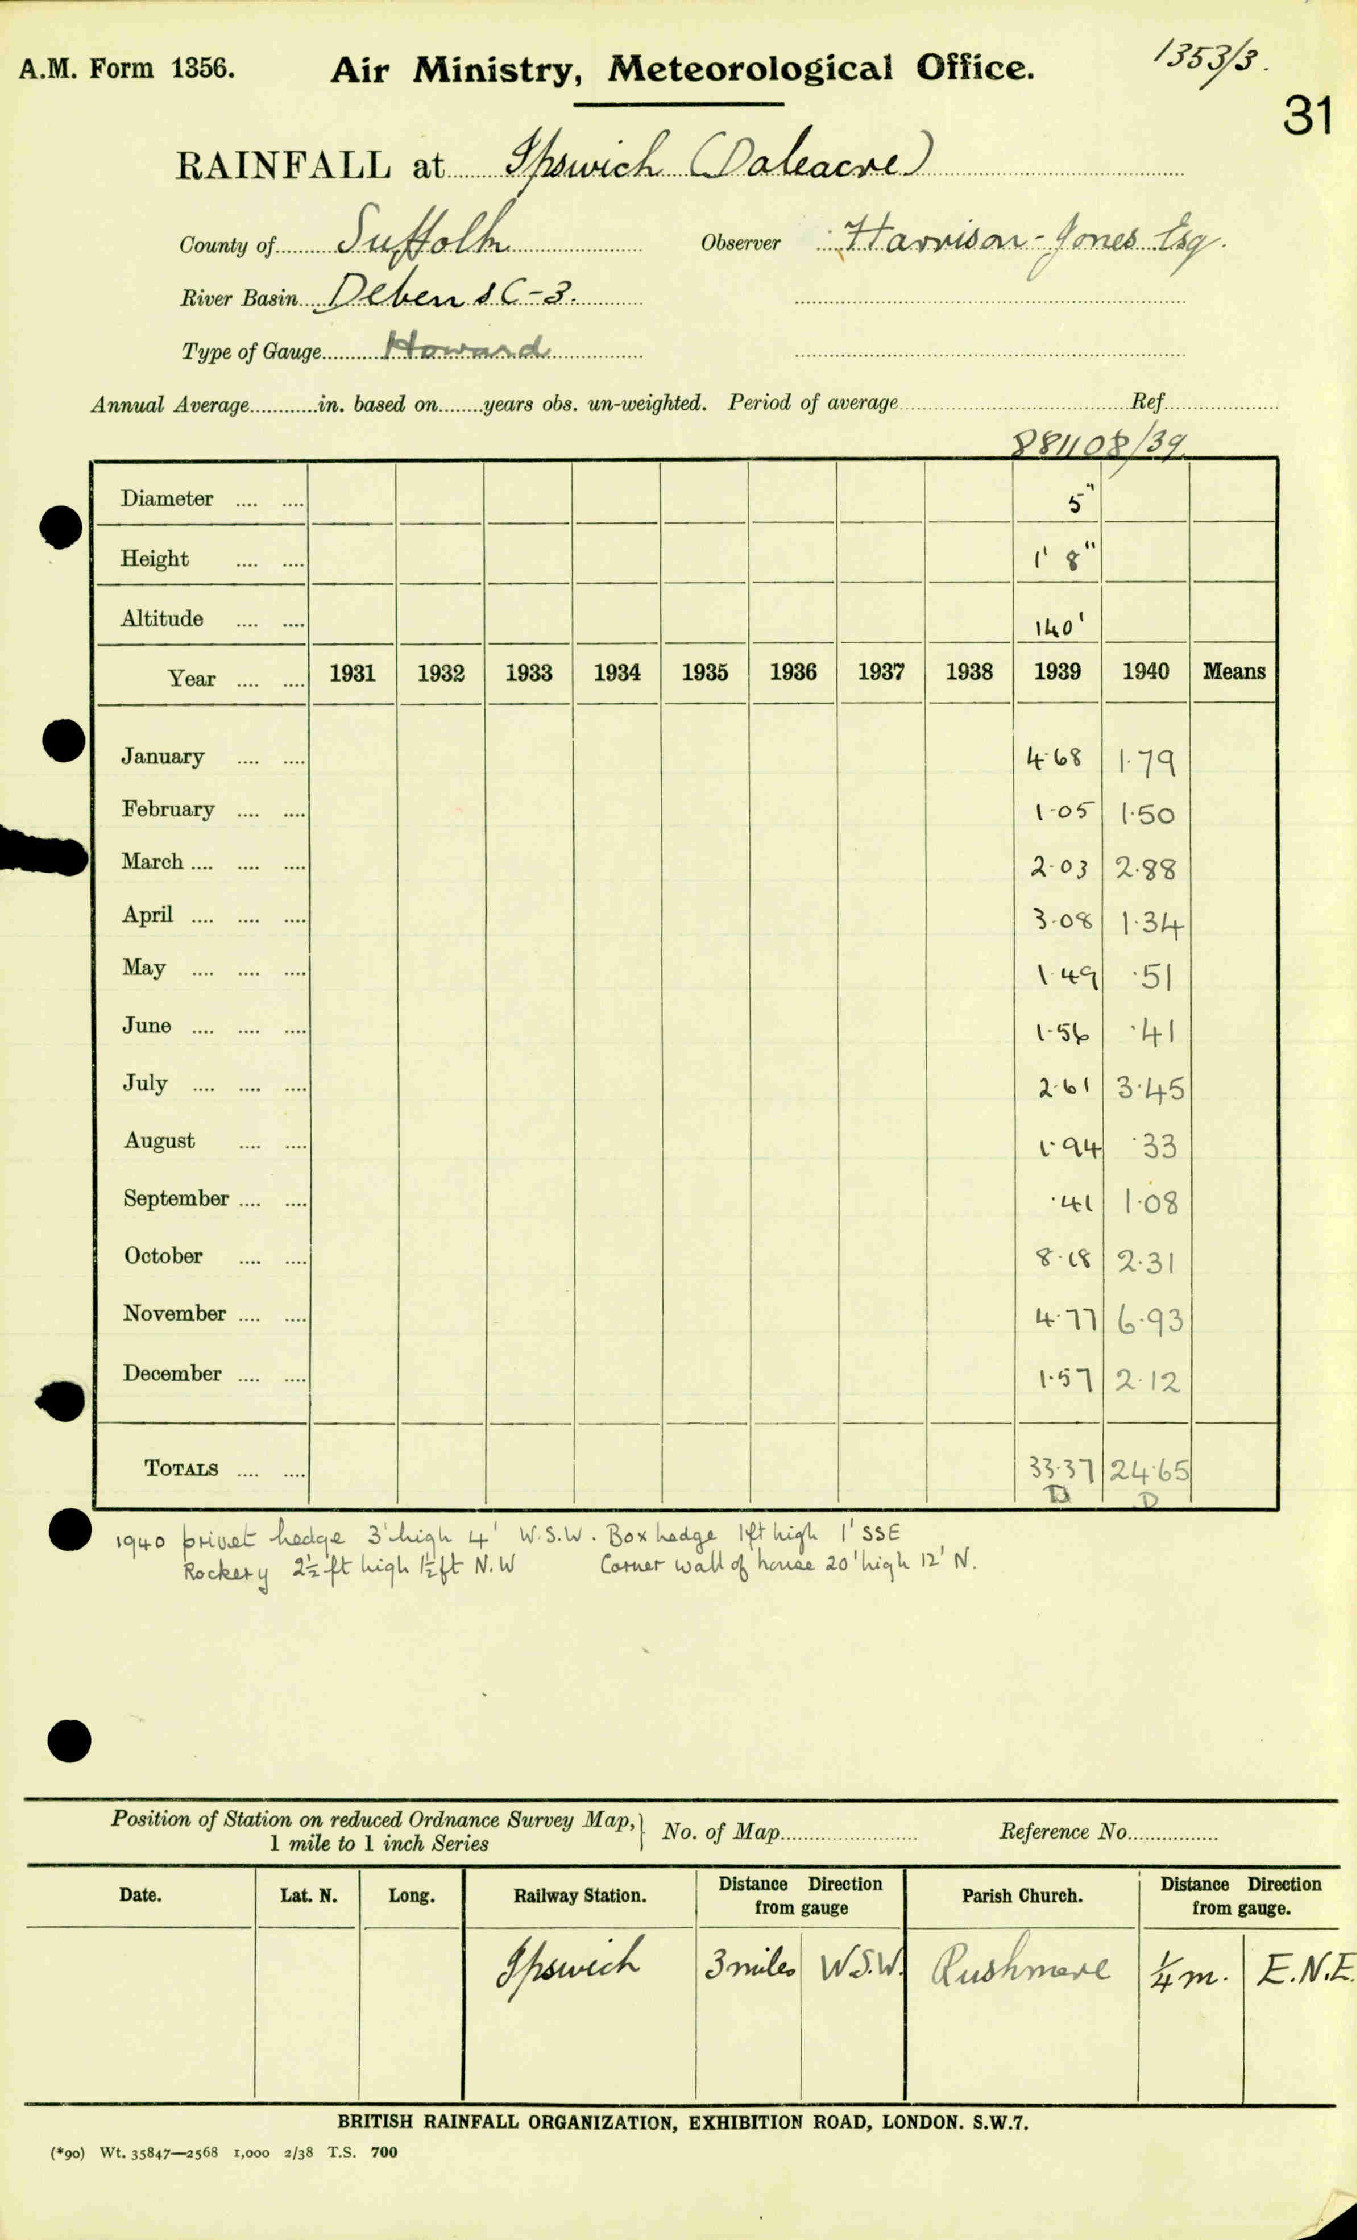 1353/3.
A.M. Form 1356. Air Ministry, Meteorological Office.
31
RAINFALL at Ipswich (Daleacre)
County of Suffolk Observer Harrison-Jones Esq.
River Basin Deben & C-3.
Type of Gauge Howard
Annual Average............in. based on........years obs. un-weighted. Period of average.......... Ref..........
881108/39
Diameter .... .... 5"
Height .... .... 1' 8"
Altitude .... .... 140'
Year .... .... 1931 1932 1933 1934 1935 1936 1937 1938 1939 1940 Means
January .... .... 4.68 1.79
February .... .... 1.05 1.50
March .... .... .... 2.03 2.88
April .... .... .... 3.08 1.34
May .... .... .... 1.49 .51
June .... .... .... 1.56 .41
July .... .... .... 2.61 3.45
August .... .... 1.94 .33
September .... .... .41 1.08
October .... .... 8.18 2.31
November .... .... 4.77 6.93
December .... .... 1.57 2.12
TOTALS .... .... 33.37 24.65
D D
1940 privet hedge 3' high 4' W.S.W. Box hedge 1ft high 1' SSE
Rockery 2½ ft high 1½ ft N.W Corner wall of house 20' high 12' N.
Position of Station on reduced Ordnance Survey Map, 1 mile to 1 inch Series } No. of Map.......... Reference No..........
Date. Lat. N. Long. Railway Station. Distance Direction from gauge Parish Church. Distance Direction from gauge.
Ipswich 3 miles W.S.W. Rushmere ¼ m. E.N.E.
BRITISH RAINFALL ORGANIZATION, EXHIBITION ROAD, LONDON. S.W.7.
(*90) Wt. 35847—2568 1,000 2/38 T.S. 700